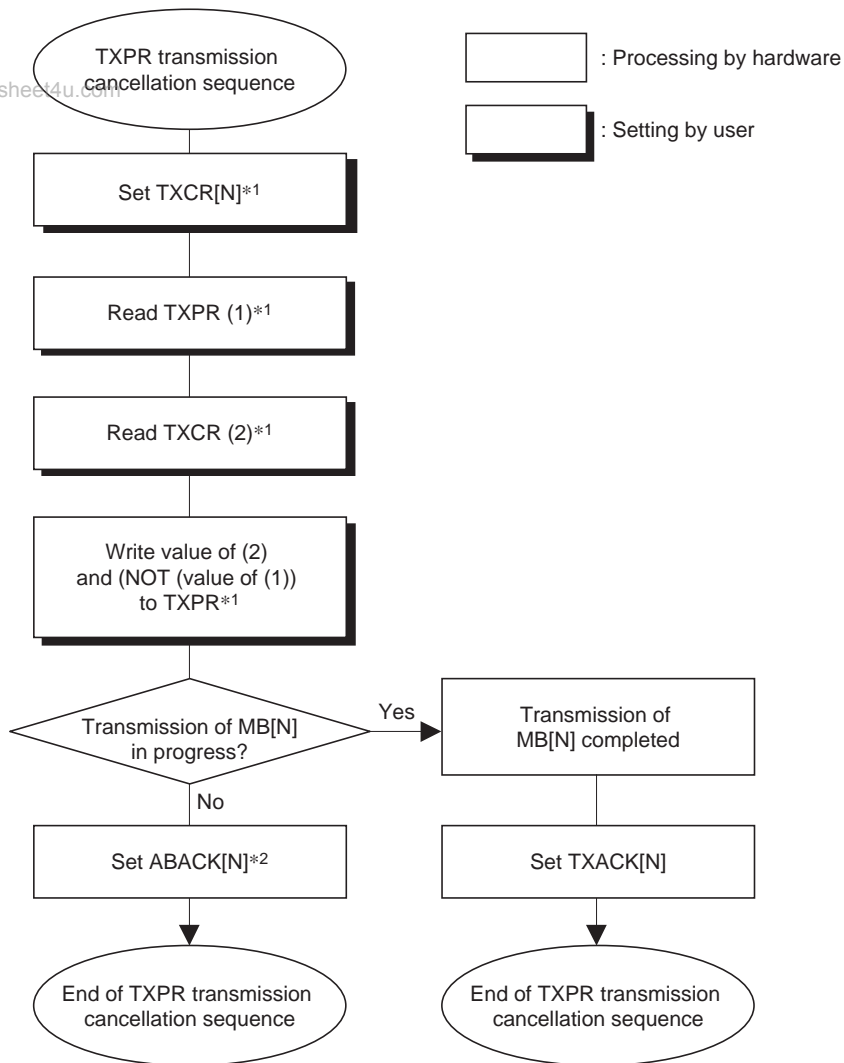 TXPR transmission
cancellation sequence
sheet4u.com
: Processing by hardware
: Setting by user
Set TXCR[N]*1
Read TXPR (1)*1
Read TXCR (2)*1
Write value of (2)
and (NOT (value of (1))
to TXPR*1
Transmission of MB[N]
in progress?
Yes
Transmission of
MB[N] completed
No
Set ABACK[N]*2
Set TXACK[N]
End of TXPR transmission
cancellation sequence
End of TXPR transmission
cancellation sequence